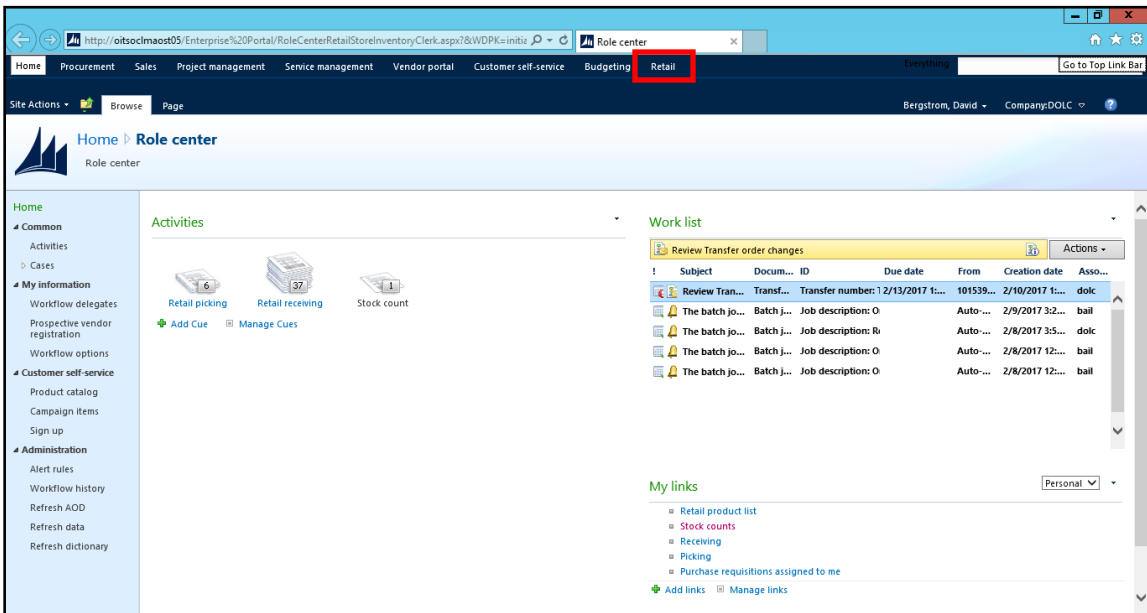 http://oitsoclmaost05/Enterprise%20Portal/RoleCenterRetailStoreInventoryClerk.aspx?&WDPK=initia
Role center
Home Procurement Sales Project management Service management Vendor portal Customer self-service Budgeting Retail Everything Go to Top Link Bar
Site Actions Browse Page Bergstrom, David Company:DOLC
Home Role center
Role center
Home
Common
Activities
Cases
My information
Workflow delegates
Prospective vendor
registration
Workflow options
Customer self-service
Product catalog
Campaign items
Sign up
Administration
Alert rules
Workflow history
Refresh AOD
Refresh data
Refresh dictionary
Activities
6 37 1
Retail picking Retail receiving Stock count
Add Cue Manage Cues
Work list
Review Transfer order changes Actions
! Subject Docum... ID Due date From Creation date Asso...
Review Tran... Transf... Transfer number: 1 2/13/2017 1:... 101539... 2/10/2017 1:... dolc
The batch jo... Batch j... Job description: O Auto-... 2/9/2017 3:2... bail
The batch jo... Batch j... Job description: R Auto-... 2/8/2017 3:5... dolc
The batch jo... Batch j... Job description: O Auto-... 2/8/2017 12:... bail
The batch jo... Batch j... Job description: O Auto-... 2/8/2017 12:... bail
My links Personal
Retail product list
Stock counts
Receiving
Picking
Purchase requisitions assigned to me
Add links Manage links